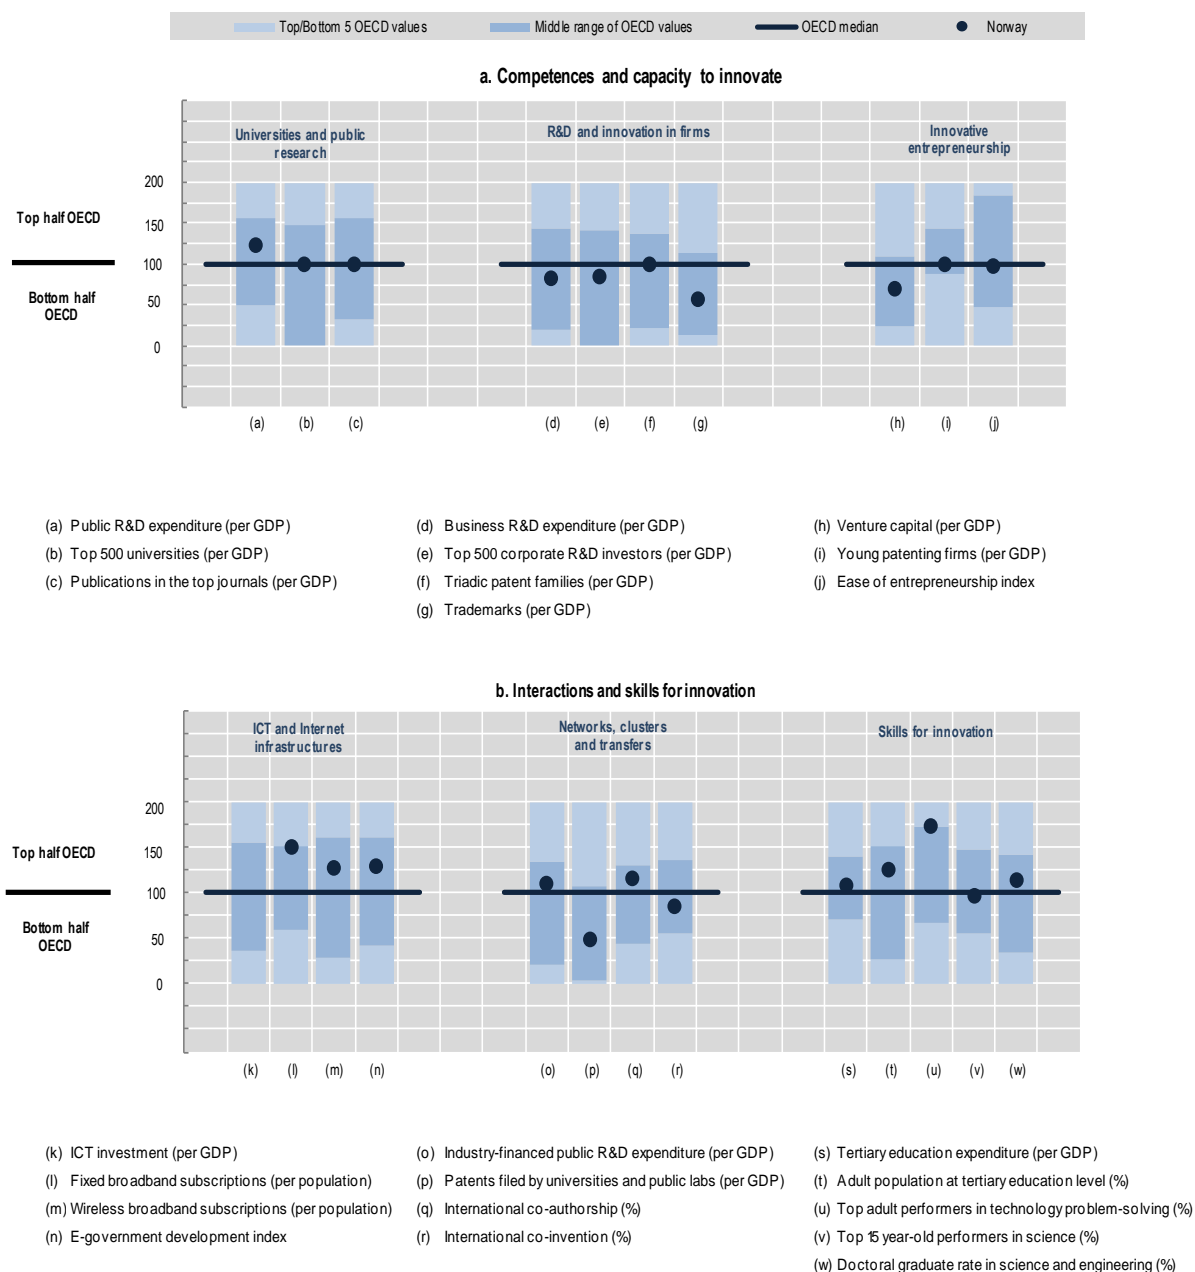 Top/Bottom 5 OECD values Middle range of OECD values OECD median Norway
a. Competences and capacity to innovate
Universities and public
research
R&D and innovation in firms
Innovative
entrepreneurship
200
150
100
50
0
Top half OECD
Bottom half
OECD
(a) (b) (c) (d) (e) (f) (g) (h) (i) (j)
(a) Public R&D expenditure (per GDP)
(b) Top 500 universities (per GDP)
(c) Publications in the top journals (per GDP)
(d) Business R&D expenditure (per GDP)
(e) Top 500 corporate R&D investors (per GDP)
(f) Triadic patent families (per GDP)
(g) Trademarks (per GDP)
(h) Venture capital (per GDP)
(i) Young patenting firms (per GDP)
(j) Ease of entrepreneurship index
b. Interactions and skills for innovation
ICT and Internet
infrastructures
Networks, clusters
and transfers
Skills for innovation
200
150
100
50
0
Top half OECD
Bottom half
OECD
(k) (l) (m) (n) (o) (p) (q) (r) (s) (t) (u) (v) (w)
(k) ICT investment (per GDP)
(l) Fixed broadband subscriptions (per population)
(m) Wireless broadband subscriptions (per population)
(n) E-government development index
(o) Industry-financed public R&D expenditure (per GDP)
(p) Patents filed by universities and public labs (per GDP)
(q) International co-authorship (%)
(r) International co-invention (%)
(s) Tertiary education expenditure (per GDP)
(t) Adult population at tertiary education level (%)
(u) Top adult performers in technology problem-solving (%)
(v) Top 15 year-old performers in science (%)
(w) Doctoral graduate rate in science and engineering (%)